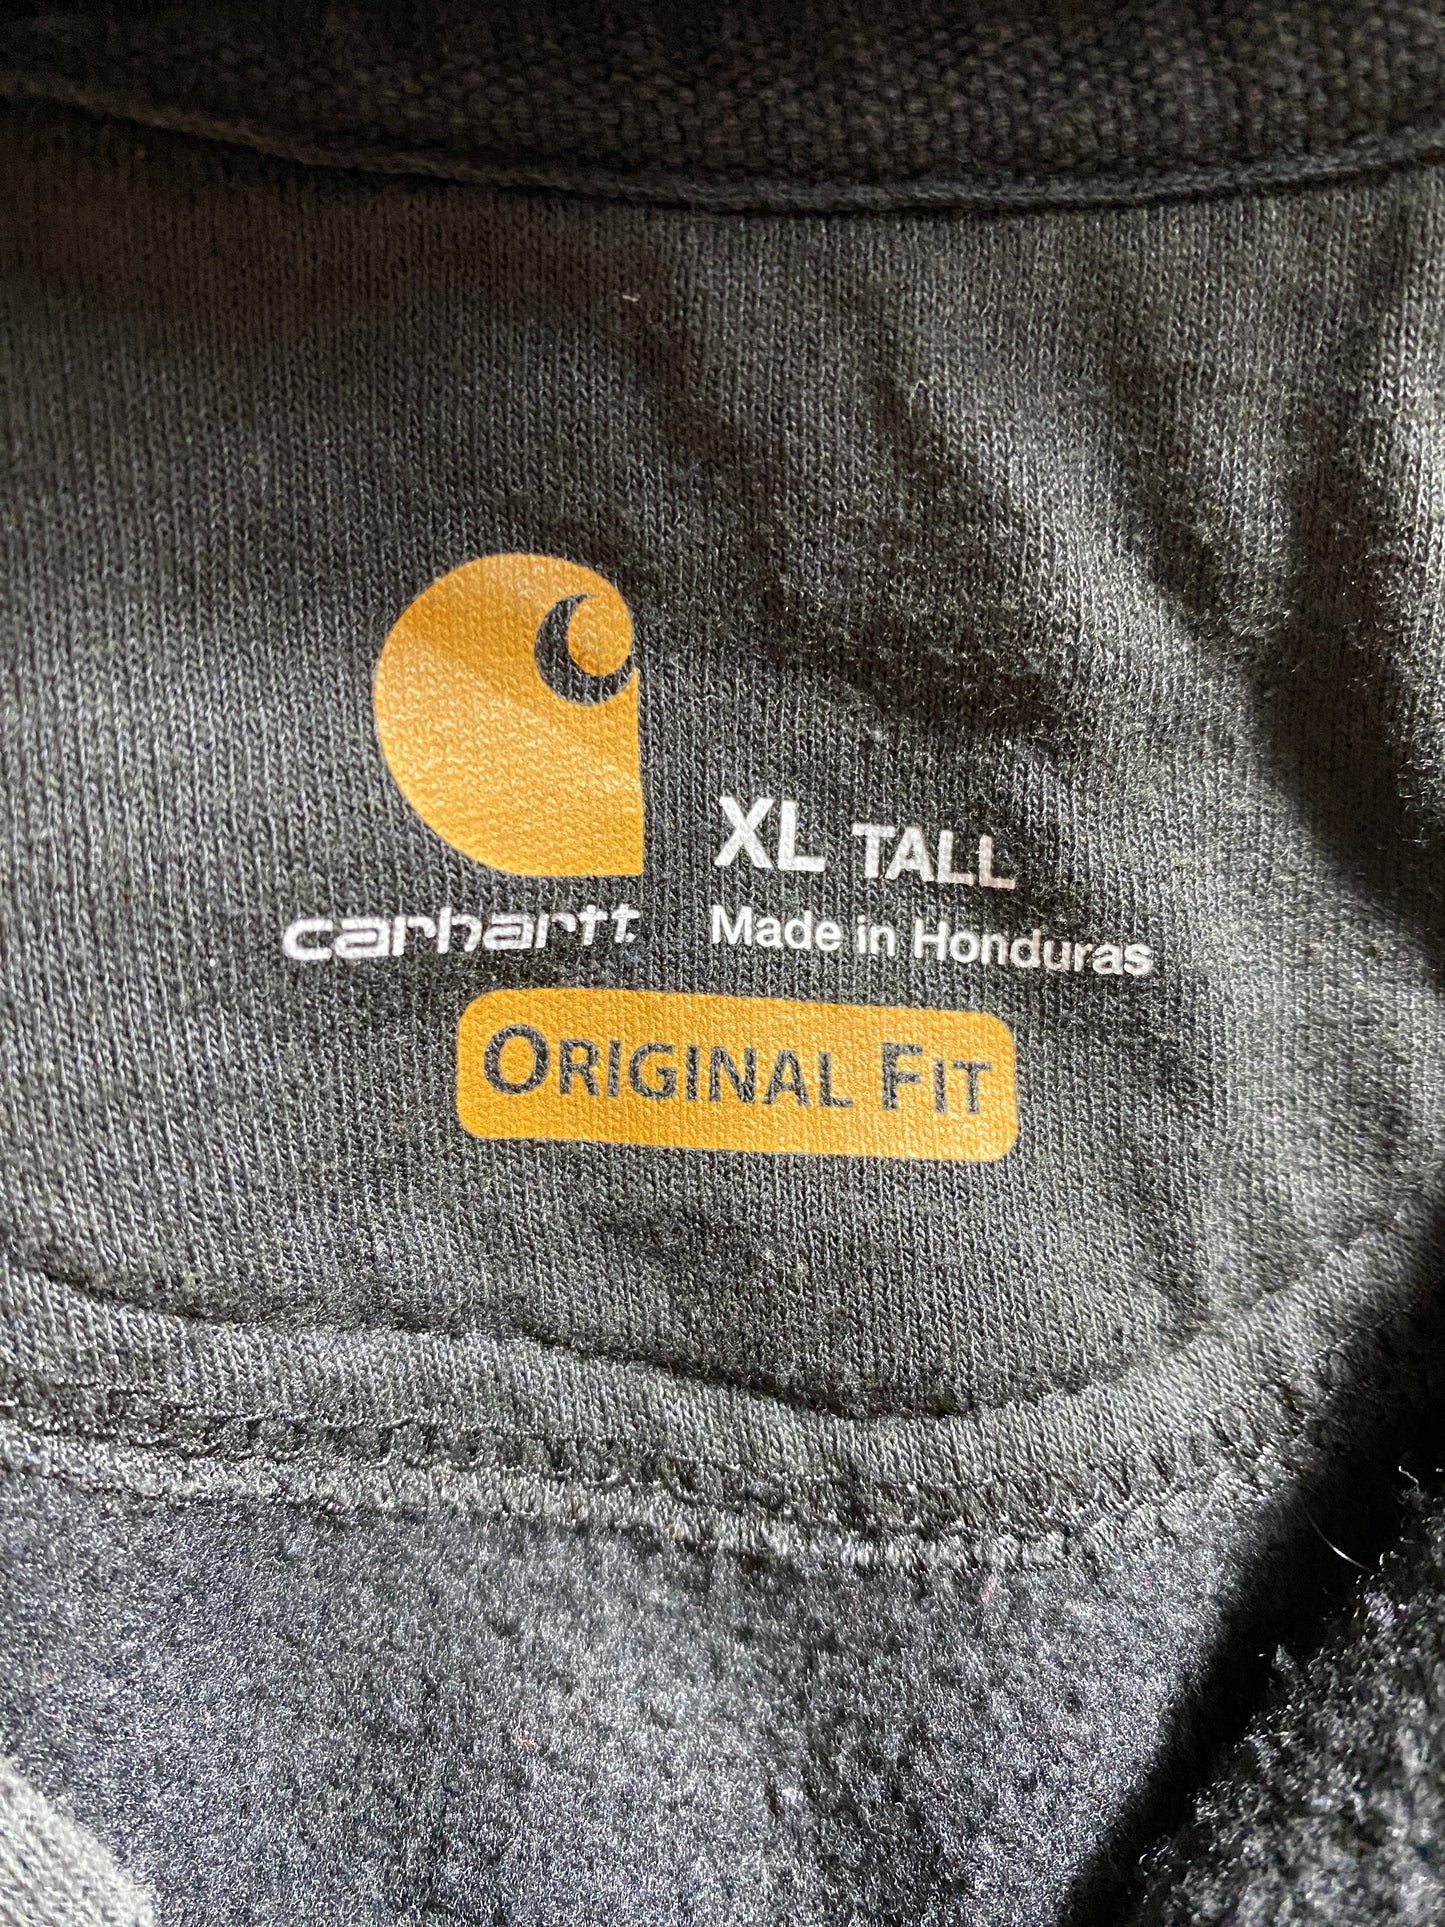 carhartt
XL TALL
Made in Honduras
ORIGINAL FIT